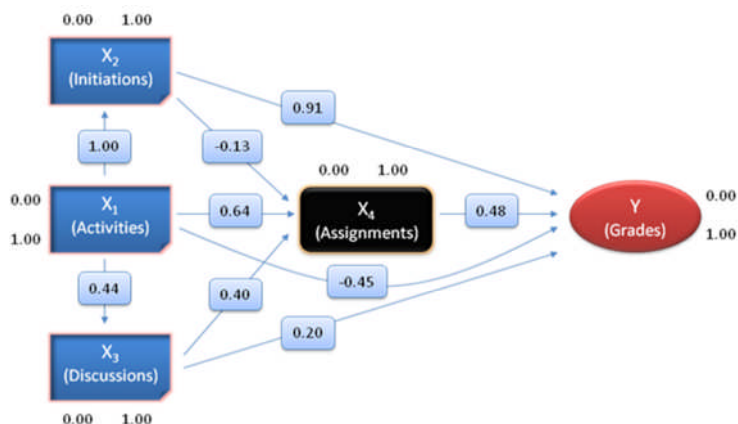 0.00 1.00
X₂
(Initiations)
0.91
1.00
-0.13
0.00 1.00
0.00
X₁
(Activities)
1.00
0.64
X₄
(Assignments)
0.48
Y
(Grades)
0.00
1.00
0.44
0.40
-0.45
0.20
X₃
(Discussions)
0.00 1.00